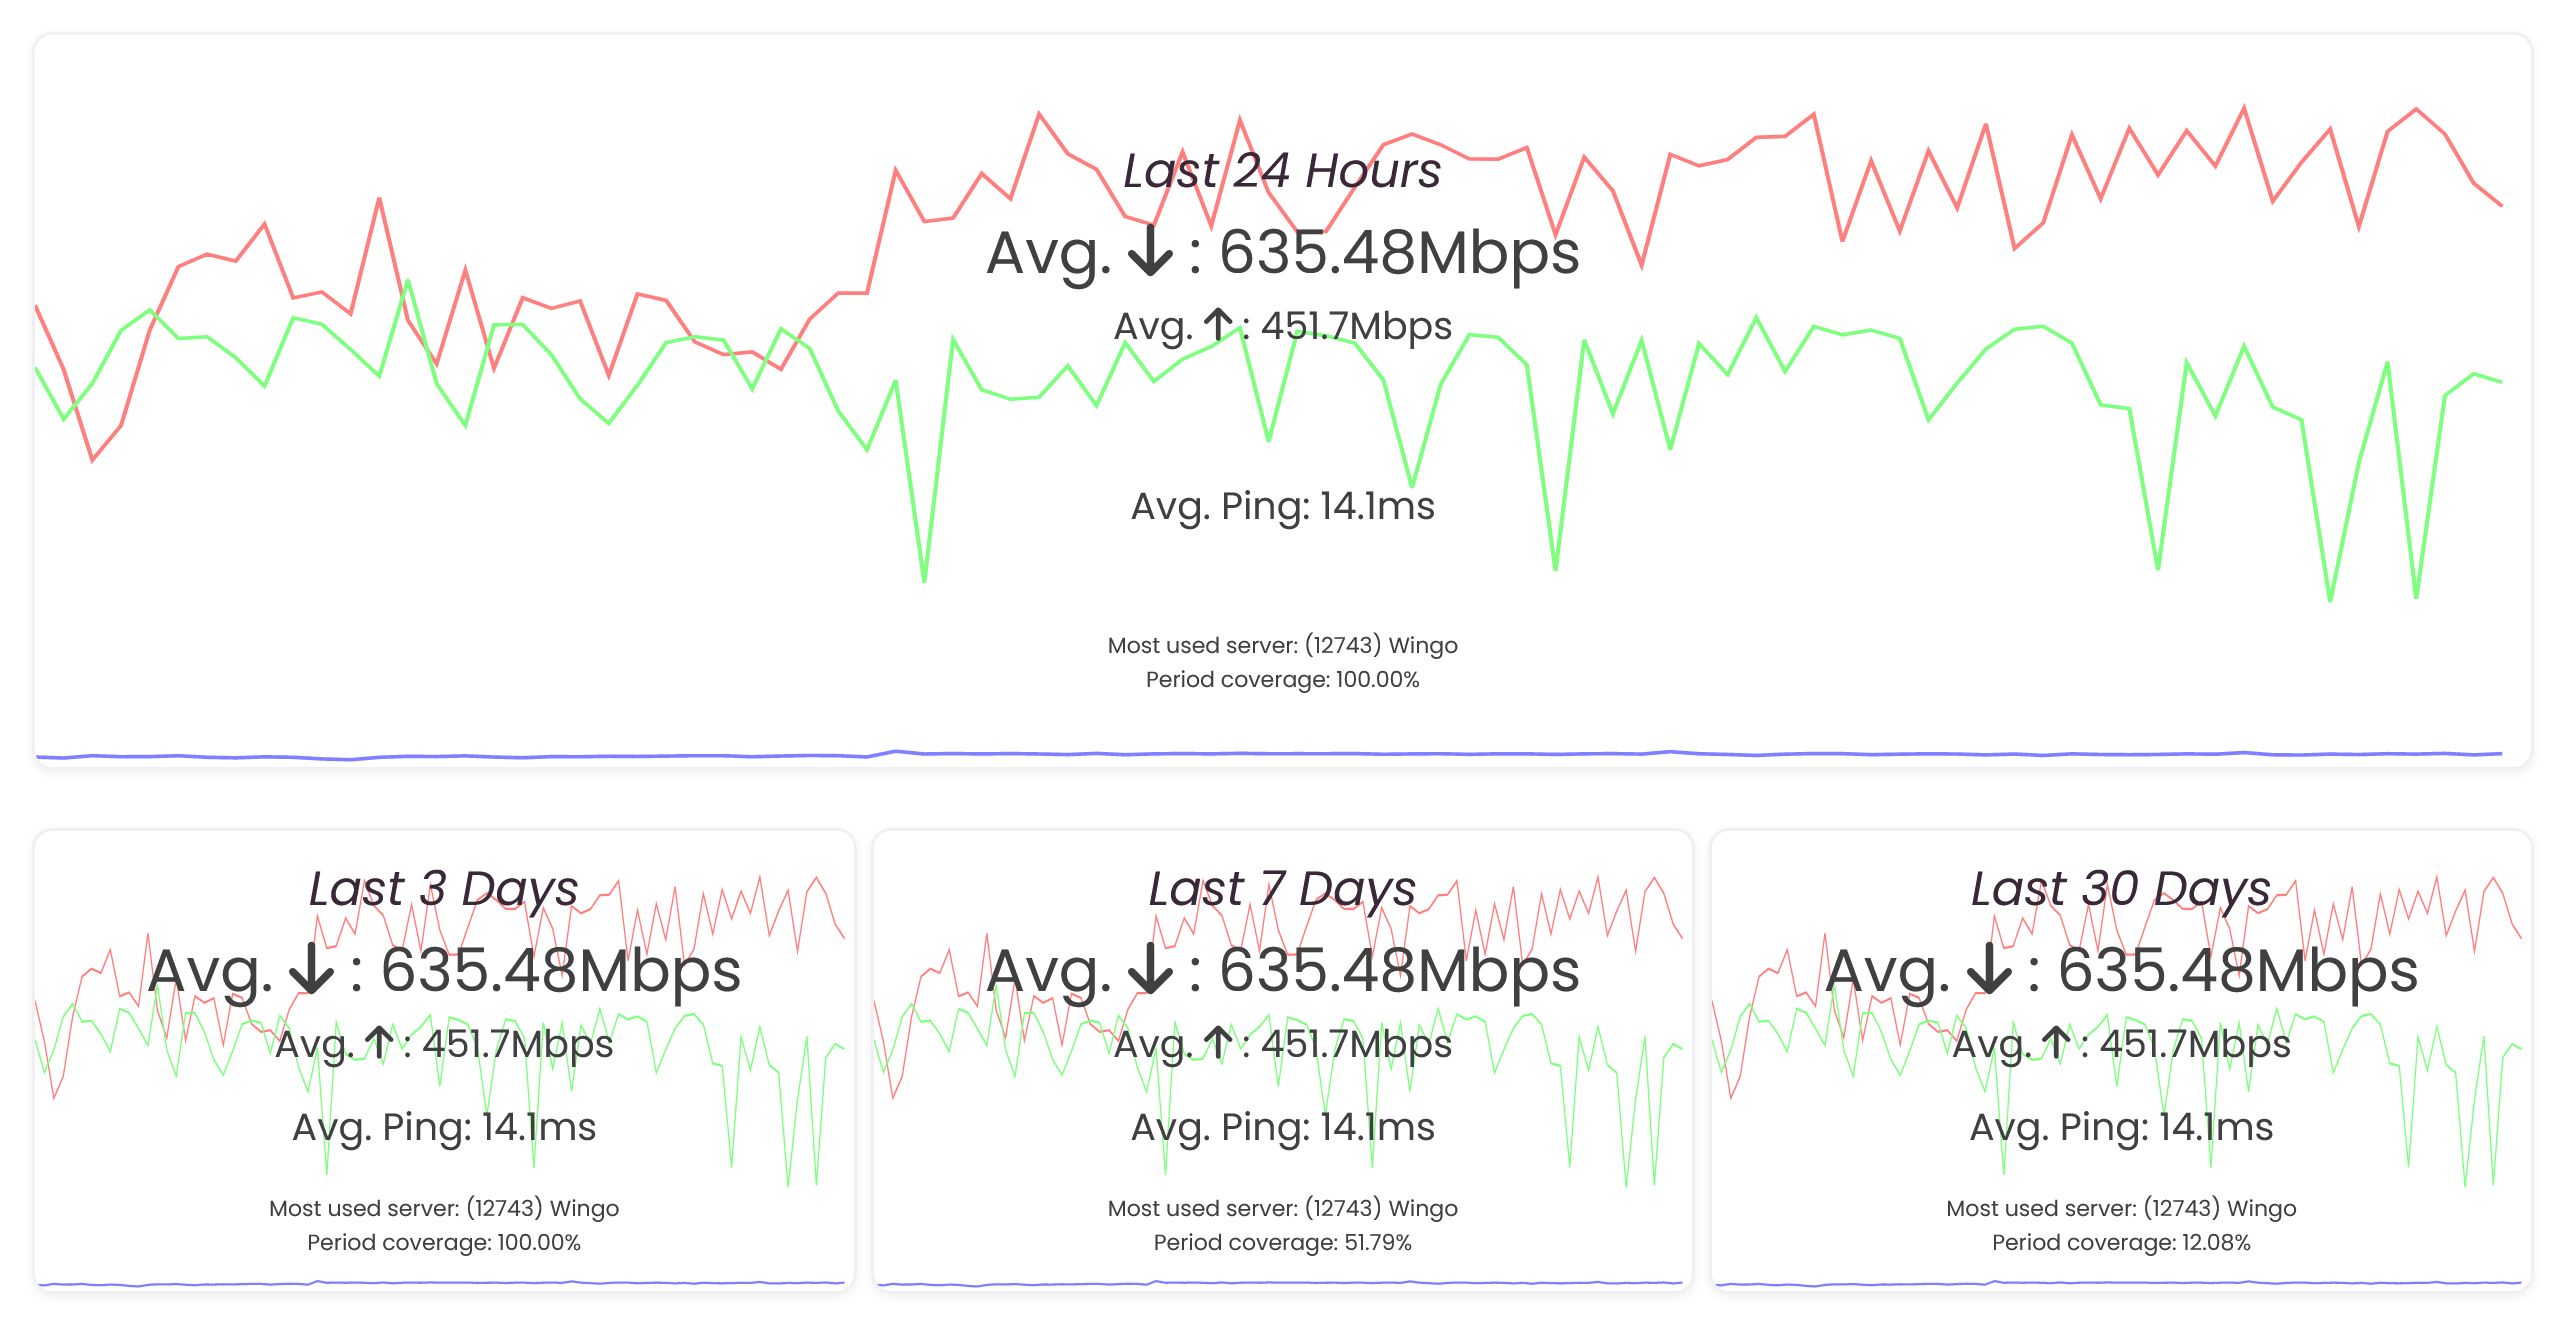 Last 24 Hours
Avg. ↓ : 635.48Mbps
Avg. ↑ : 451.7Mbps
Avg. Ping: 14.1ms
Most used server: (12743) Wingo
Period coverage: 100.00%
Last 3 Days
Avg. ↓ : 635.48Mbps
Avg. ↑ : 451.7Mbps
Avg. Ping: 14.1ms
Most used server: (12743) Wingo
Period coverage: 100.00%
Last 7 Days
Avg. ↓ : 635.48Mbps
Avg. ↑ : 451.7Mbps
Avg. Ping: 14.1ms
Most used server: (12743) Wingo
Period coverage: 51.79%
Last 30 Days
Avg. ↓ : 635.48Mbps
Avg. ↑ : 451.7Mbps
Avg. Ping: 14.1ms
Most used server: (12743) Wingo
Period coverage: 12.08%